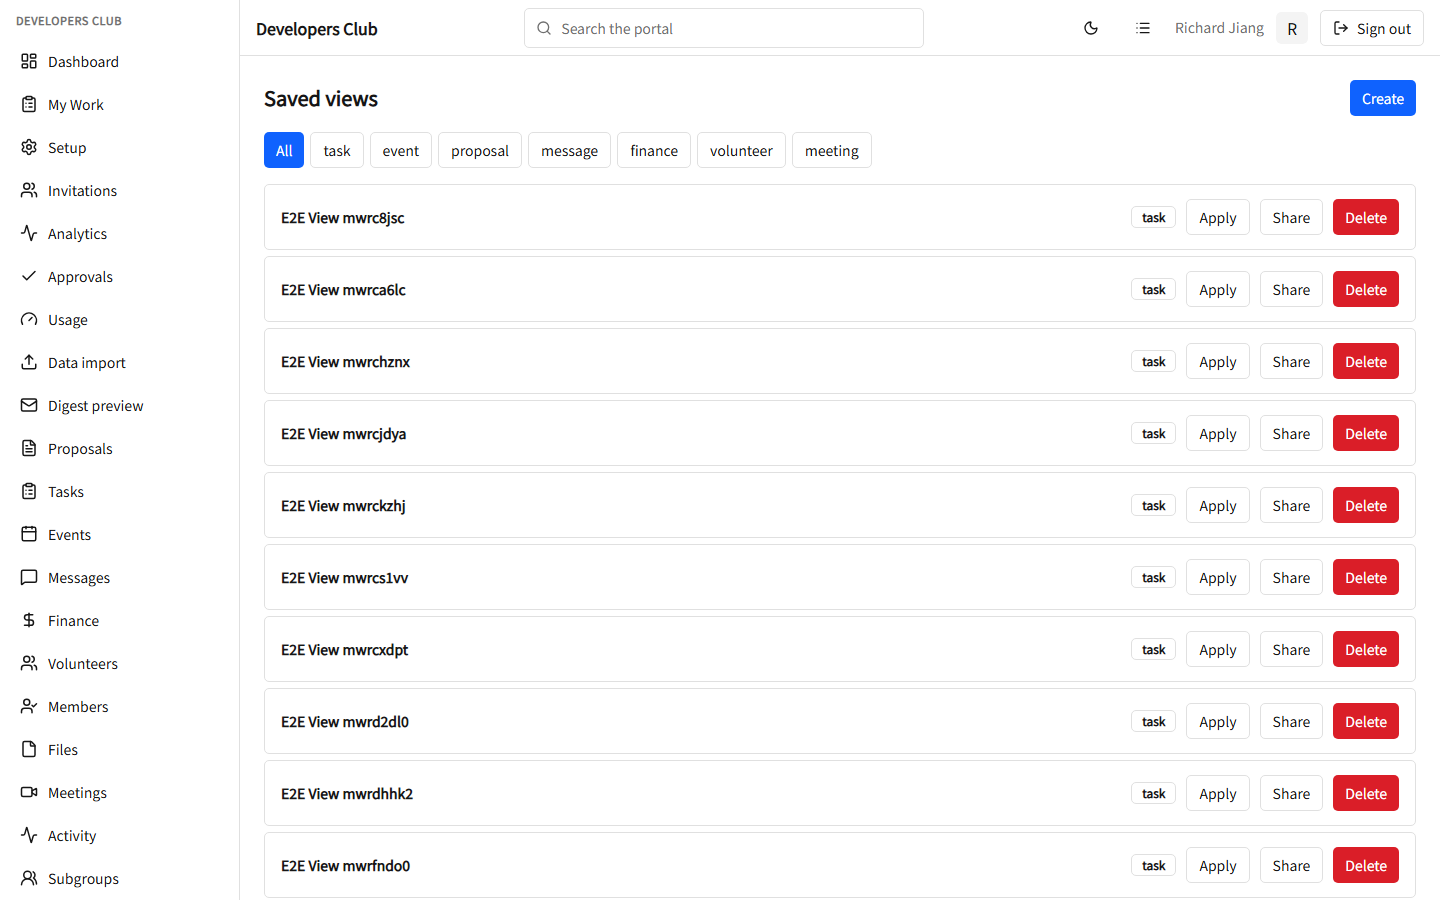 DEVELOPERS CLUB
Dashboard
My Work
Setup
Invitations
Analytics
Approvals
Usage
Data import
Digest preview
Proposals
Tasks
Events
Messages
Finance
Volunteers
Members
Files
Meetings
Activity
Subgroups
Developers Club
Search the portal
Richard Jiang
R
Sign out
Saved views
Create
All task event proposal message finance volunteer meeting
E2E View mwrc8jsc task Apply Share Delete
E2E View mwrca6lc task Apply Share Delete
E2E View mwrchznx task Apply Share Delete
E2E View mwrcjdya task Apply Share Delete
E2E View mwrckzhj task Apply Share Delete
E2E View mwrcs1vv task Apply Share Delete
E2E View mwrcxdpt task Apply Share Delete
E2E View mwrd2dl0 task Apply Share Delete
E2E View mwrdhhk2 task Apply Share Delete
E2E View mwrfndo0 task Apply Share Delete